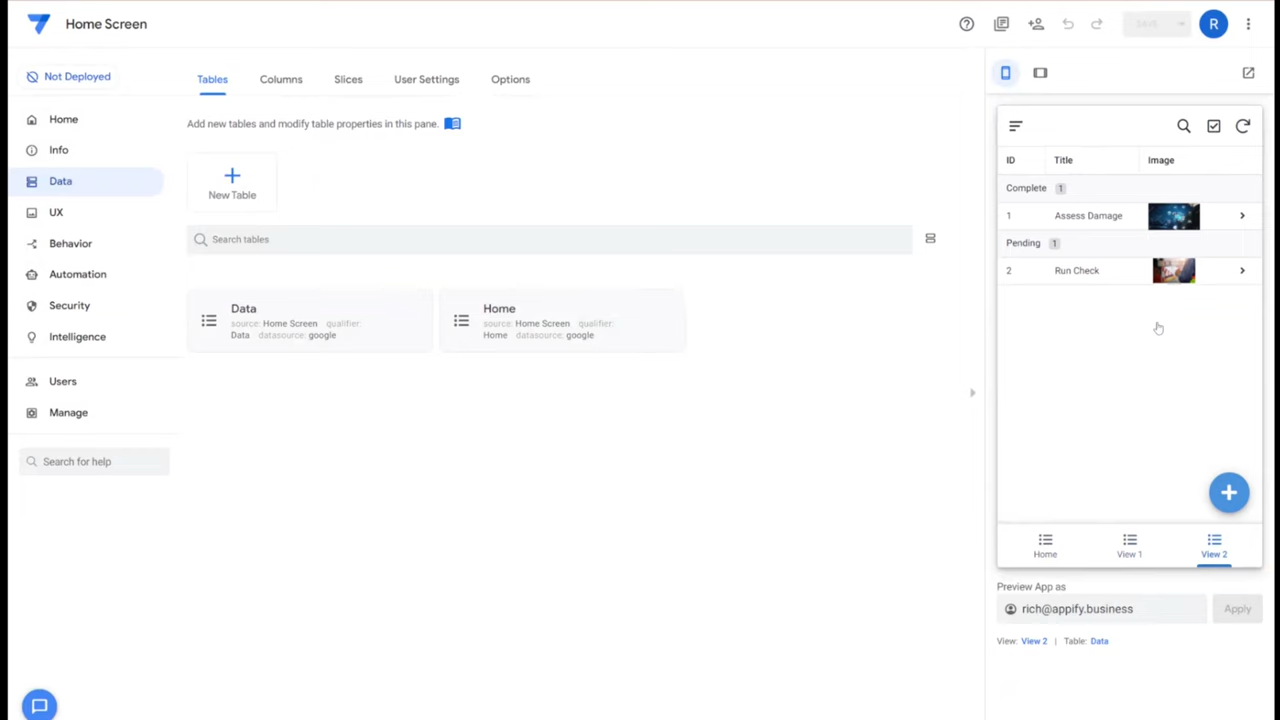 Home Screen
SAVE
R
Not Deployed
Tables
Columns
Slices
User Settings
Options
Home
Info
Data
UX
Behavior
Automation
Security
Intelligence
Users
Manage
Search for help
Add new tables and modify table properties in this pane.
New Table
Search tables
Data
source: Home Screen qualifier:
Data datasource: google
Home
source: Home Screen qualifier:
Home datasource: google
ID Title Image
Complete 1
1 Assess Damage
Pending 1
2 Run Check
Home
View 1
View 2
Preview App as
rich@appify.business
Apply
View: View 2 | Table: Data